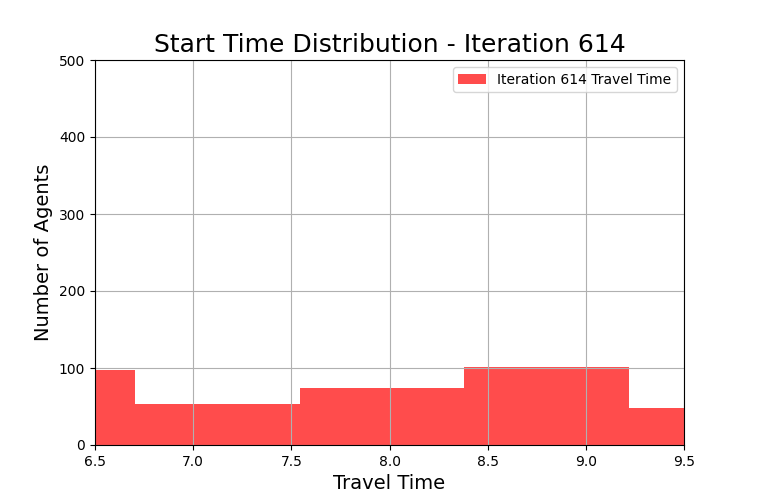 Start Time Distribution - Iteration 614
Iteration 614 Travel Time
Number of Agents
500
400
300
200
100
0
6.5 7.0 7.5 8.0 8.5 9.0 9.5
Travel Time